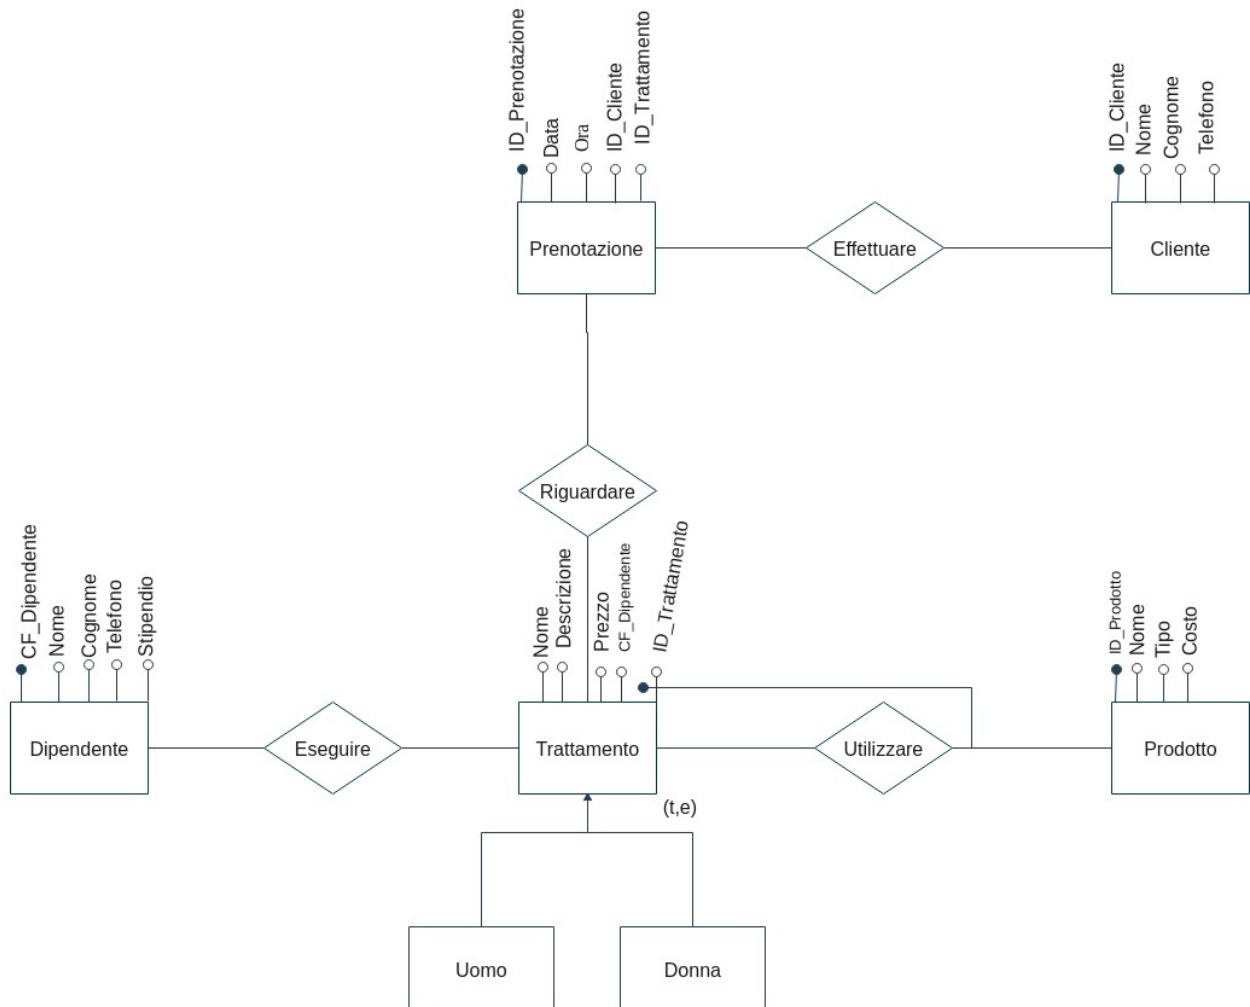 ID_Prenotazione
Data
Ora
ID_Cliente
ID_Trattamento
ID_Cliente
Nome
Cognome
Telefono
Prenotazione
Effettuare
Cliente
Riguardare
CF_Dipendente
Nome
Cognome
Telefono
Stipendio
Nome
Descrizione
Prezzo
CF_Dipendente
ID_Trattamento
ID_Prodotto
Nome
Tipo
Costo
Dipendente
Eseguire
Trattamento
Utilizzare
Prodotto
(t,e)
Uomo
Donna